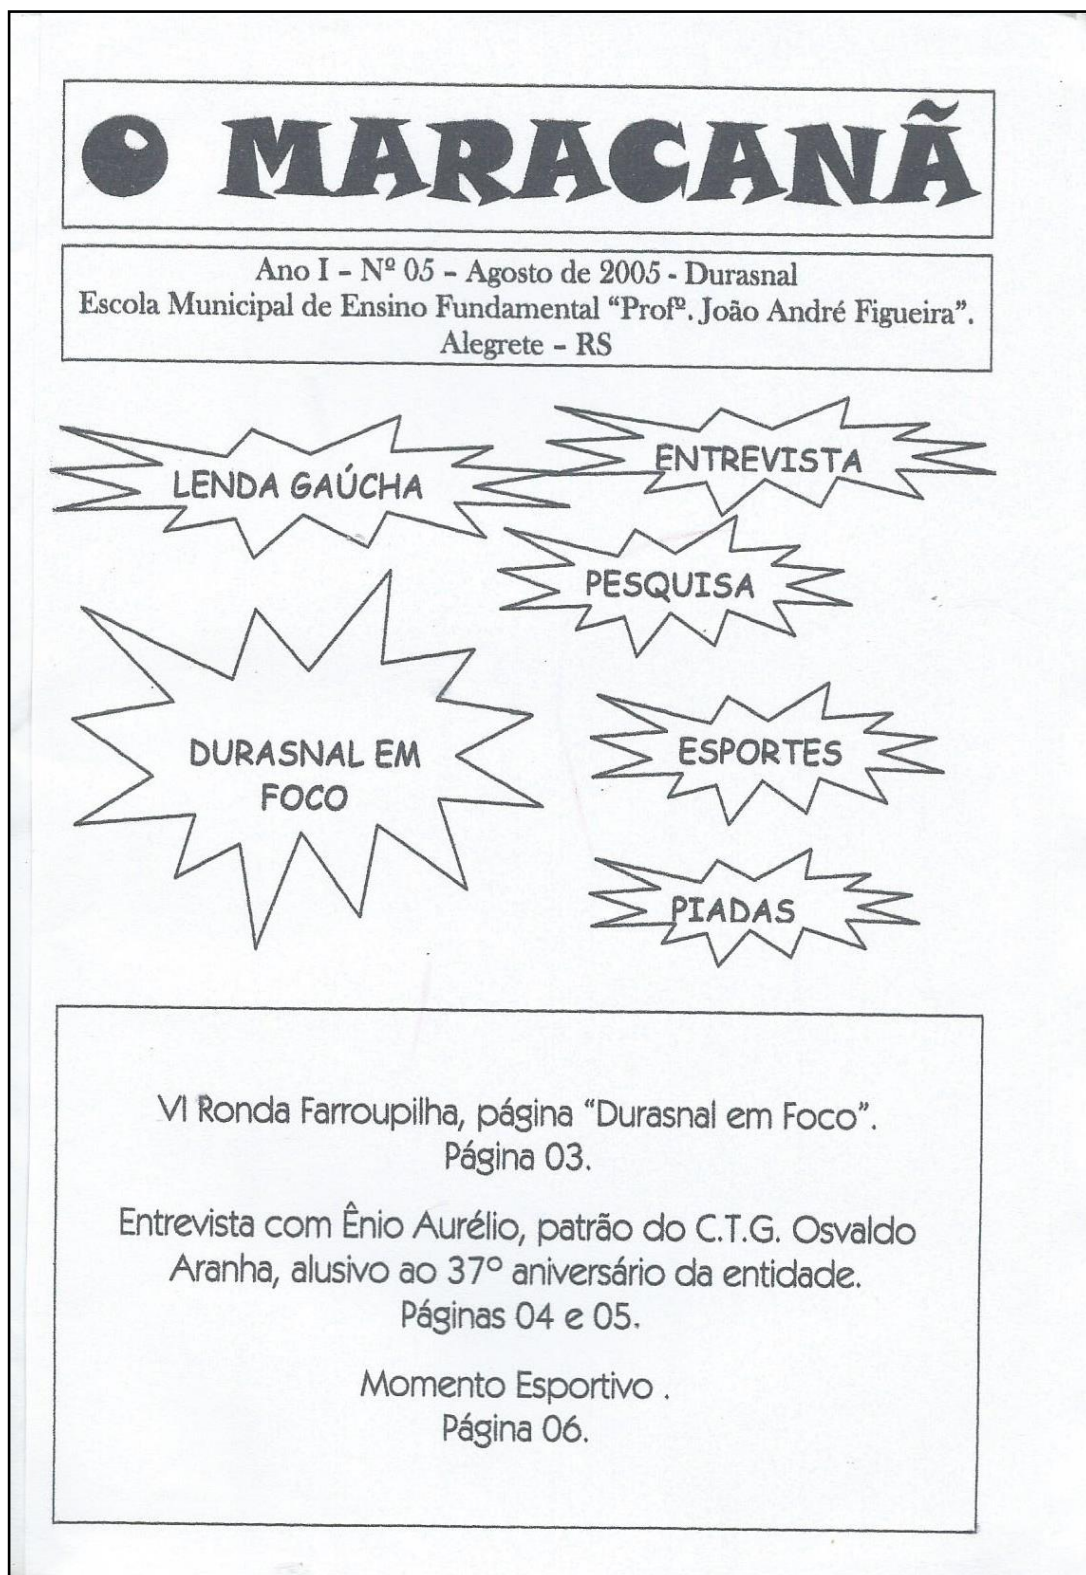 O MARACANÃ
Ano I - Nº 05 - Agosto de 2005 - Durasnal
Escola Municipal de Ensino Fundamental “Profº. João André Figueira”.
Alegrete - RS
LENDA GAÚCHA
ENTREVISTA
PESQUISA
DURASNAL EM
FOCO
ESPORTES
PIADAS
VI Ronda Farroupilha, página “Durasnal em Foco”.
Página 03.
Entrevista com Ênio Aurélio, patrão do C.T.G. Osvaldo
Aranha, alusivo ao 37º aniversário da entidade.
Páginas 04 e 05.
Momento Esportivo .
Página 06.